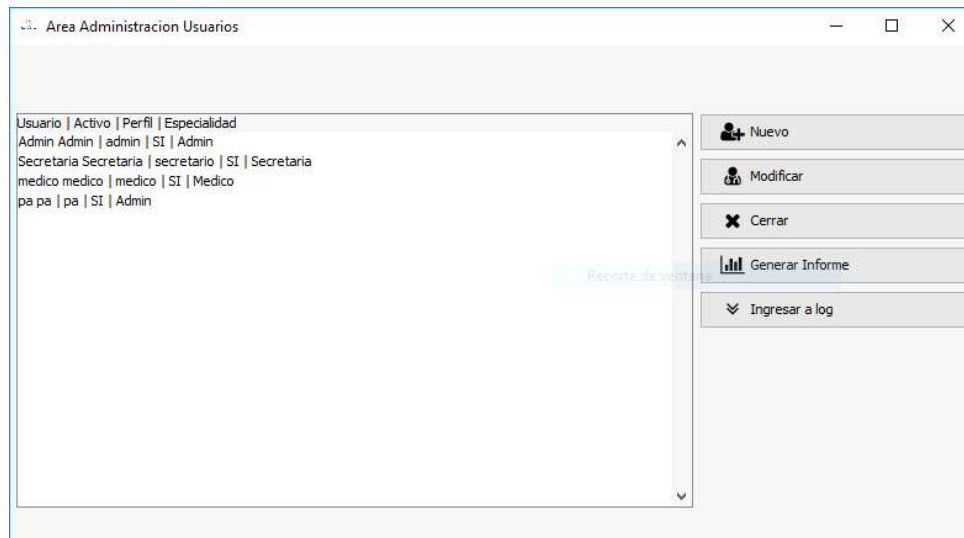 Area Administracion Usuarios
Usuario | Activo | Perfil | Especialidad
Admin Admin | admin | SI | Admin
Secretaria Secretaria | secretario | SI | Secretaria
medico medico | medico | SI | Medico
pa pa | pa | SI | Admin
Nuevo
Modificar
Cerrar
Generar Informe
Ingresar a log
Recorte de ventana